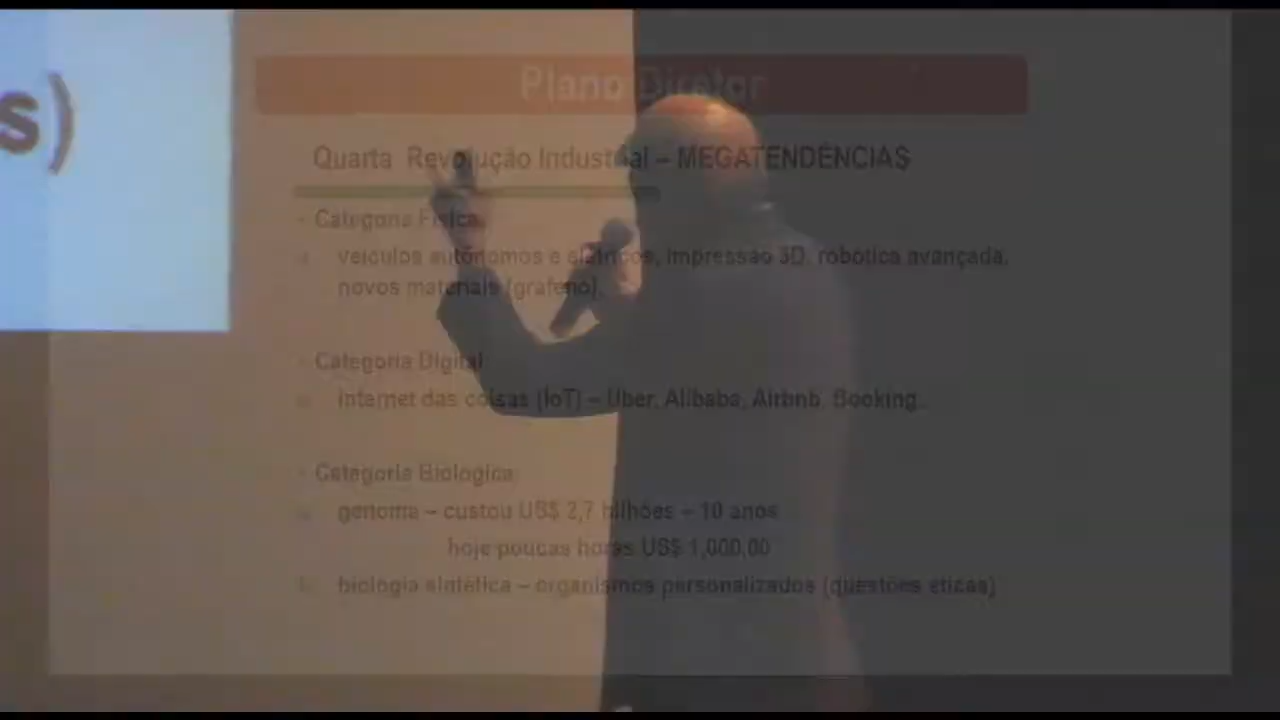 s)
Plano Diretor
Quarta Revolução Industrial – MEGATENDÊNCIAS
Categoria Física
veículos autônomos e elétricos, impressão 3D, robótica avançada,
novos materiais (grafeno).
Categoria Digital
internet das coisas (IoT) – Uber, Alibaba, Airbnb, Booking.
Categoria Biológica
genoma – custou US$ 2,7 bilhões – 10 anos
hoje poucas horas US$ 1,000,00
biologia sintética – organismos personalizados (questões éticas)